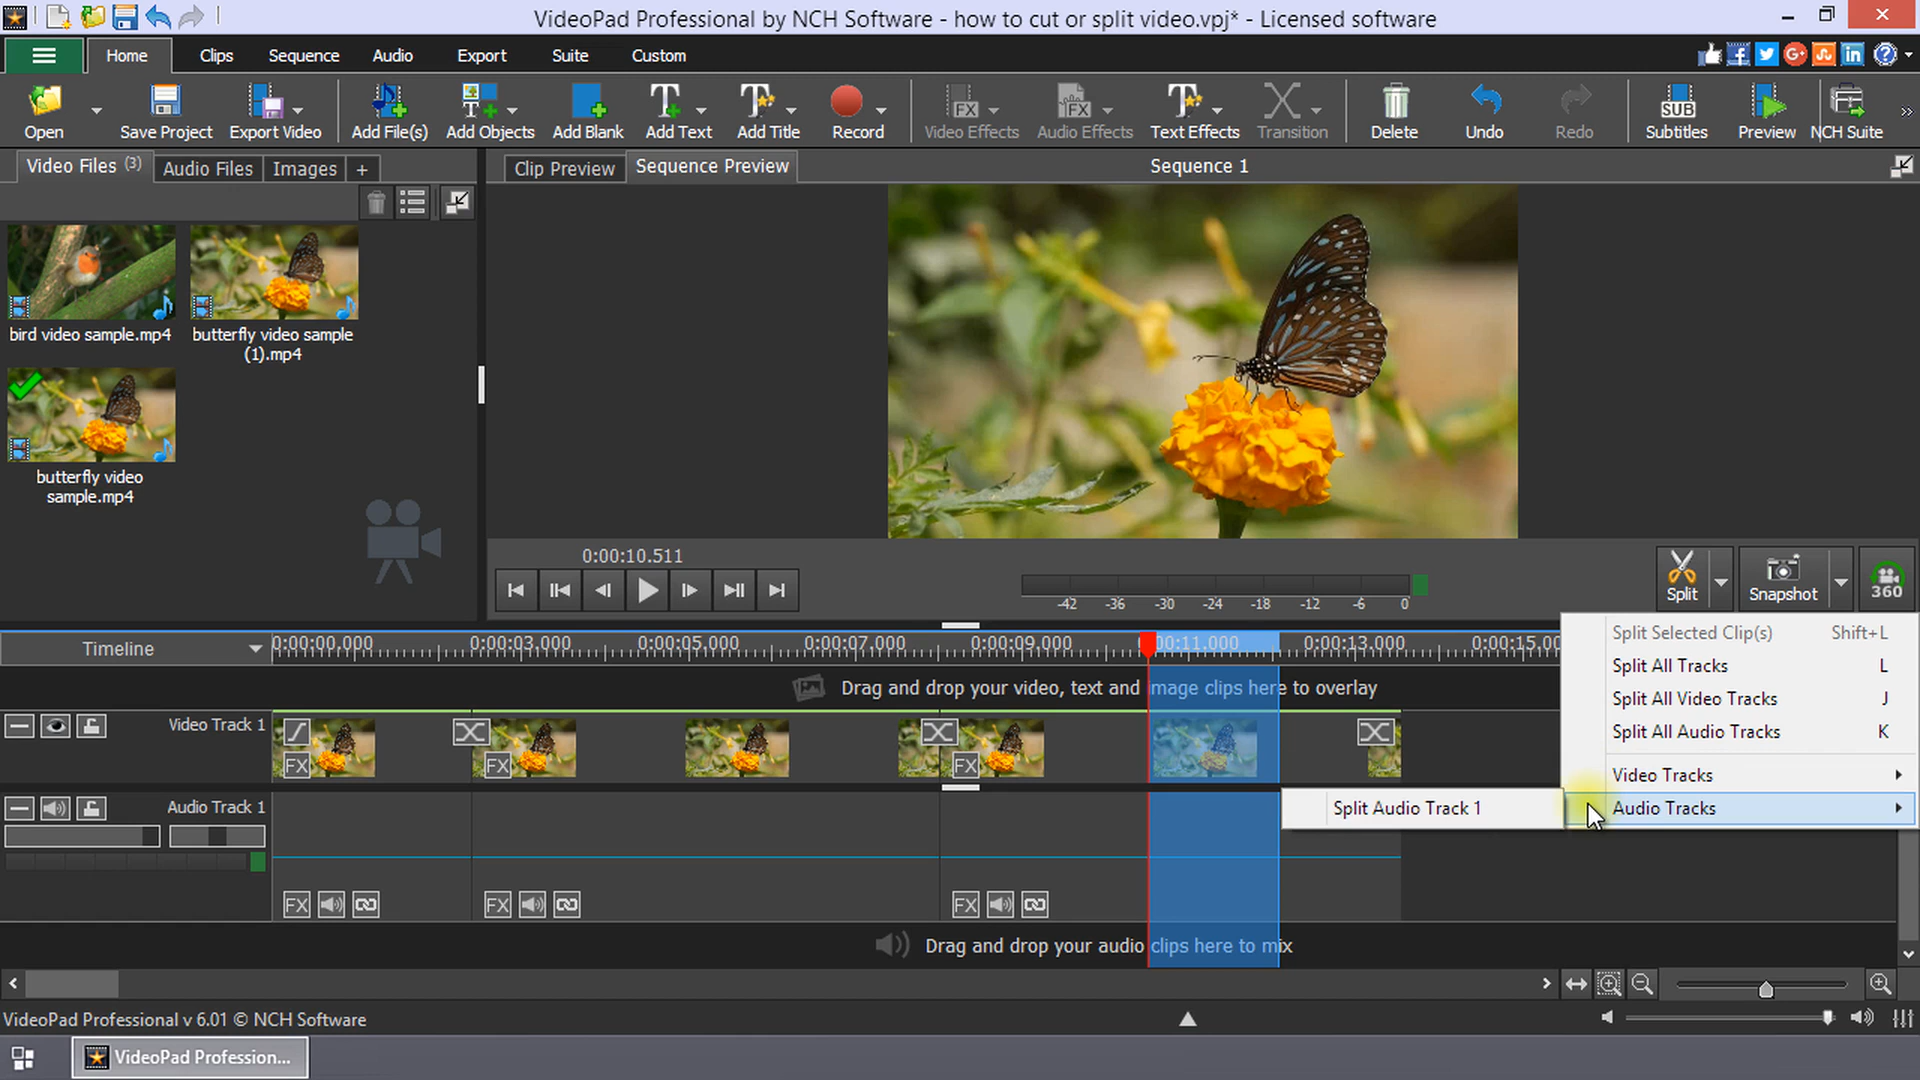 VideoPad Professional by NCH Software - how to cut or split video.vpj* - Licensed software
Home
Clips
Sequence
Audio
Export
Suite
Custom
Open
Save Project
Export Video
Add File(s)
Add Objects
Add Blank
Add Text
Add Title
Record
Video Effects
Audio Effects
Text Effects
Transition
Delete
Undo
Redo
SUB
Subtitles
Preview
NCH Suite
Video Files (3)
Audio Files
Images
+
Clip Preview
Sequence Preview
Sequence 1
bird video sample.mp4
butterfly video sample
(1).mp4
butterfly video
sample.mp4
0:00:10.511
-42 -36 -30 -24 -18 -12 -6 0
Split
Snapshot
360
Timeline
0:00:00.000 0:00:03.000 0:00:05.000 0:00:07.000 0:00:09.000 0:00:11.000 0:00:13.000 0:00:15.00
Split Selected Clip(s) Shift+L
Split All Tracks L
Split All Video Tracks J
Split All Audio Tracks K
Video Tracks
Audio Tracks
Split Audio Track 1
Drag and drop your video, text and image clips here to overlay
Video Track 1
FX
FX
FX
Audio Track 1
FX
FX
FX
Drag and drop your audio clips here to mix
VideoPad Professional v 6.01 © NCH Software
VideoPad Profession...